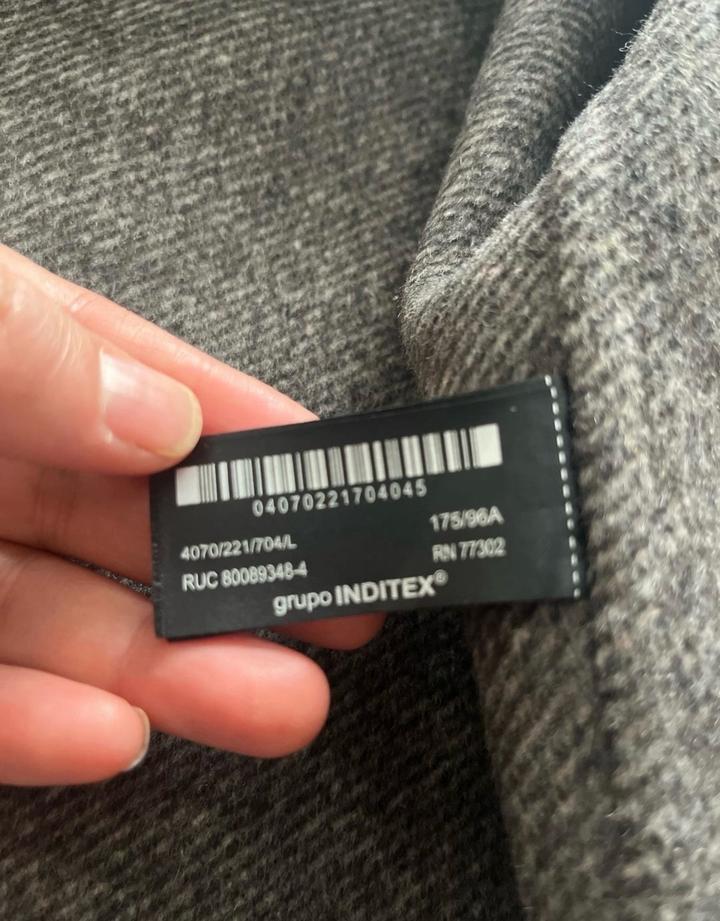 04070221704045
175/96A
4070/221/704/L
RN 77302
RUC 80089348-4
grupo INDITEX®